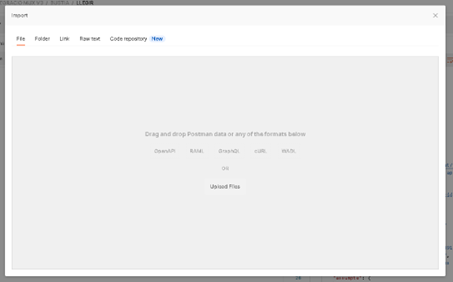 Import
File Folder Link Raw text Code repository New
Drag and drop Postman data or any of the formats below
OpenAPI RAML GraphQL cURL WADL
OR
Upload Files